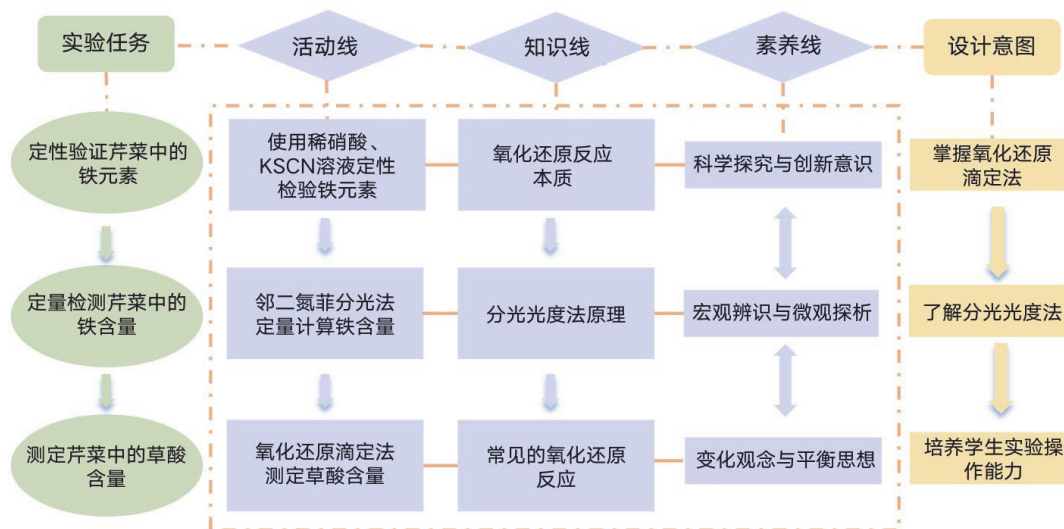 实验任务
活动线
知识线
素养线
设计意图
定性验证芹菜中的
铁元素
使用稀硝酸、
KSCN溶液定性
检验铁元素
氧化还原反应
本质
科学探究与创新意识
掌握氧化还原
滴定法
定量检测芹菜中的
铁含量
邻二氮菲分光法
定量计算铁含量
分光光度法原理
宏观辨识与微观探析
了解分光光度法
测定芹菜中的草酸
含量
氧化还原滴定法
测定草酸含量
常见的氧化还原
反应
变化观念与平衡思想
培养学生实验操
作能力